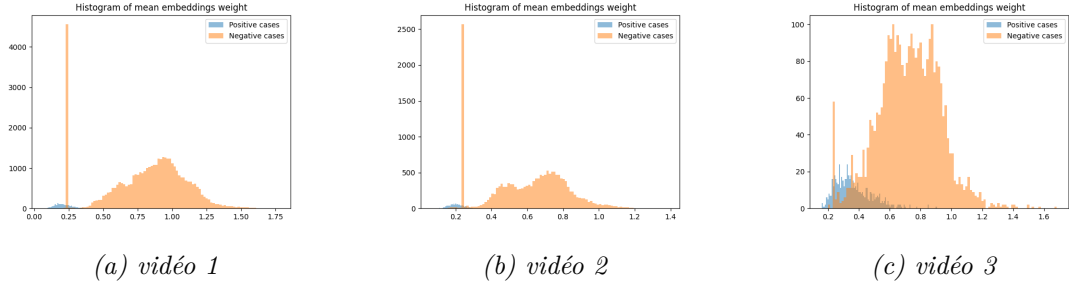 Histogram of mean embeddings weight
Positive cases
Negative cases
4000
3000
2000
1000
0
0.00 0.25 0.50 0.75 1.00 1.25 1.50 1.75
(a) vidéo 1
Histogram of mean embeddings weight
Positive cases
Negative cases
2500
2000
1500
1000
500
0
0.2 0.4 0.6 0.8 1.0 1.2 1.4
(b) vidéo 2
Histogram of mean embeddings weight
Positive cases
Negative cases
100
80
60
40
20
0
0.2 0.4 0.6 0.8 1.0 1.2 1.4 1.6
(c) vidéo 3